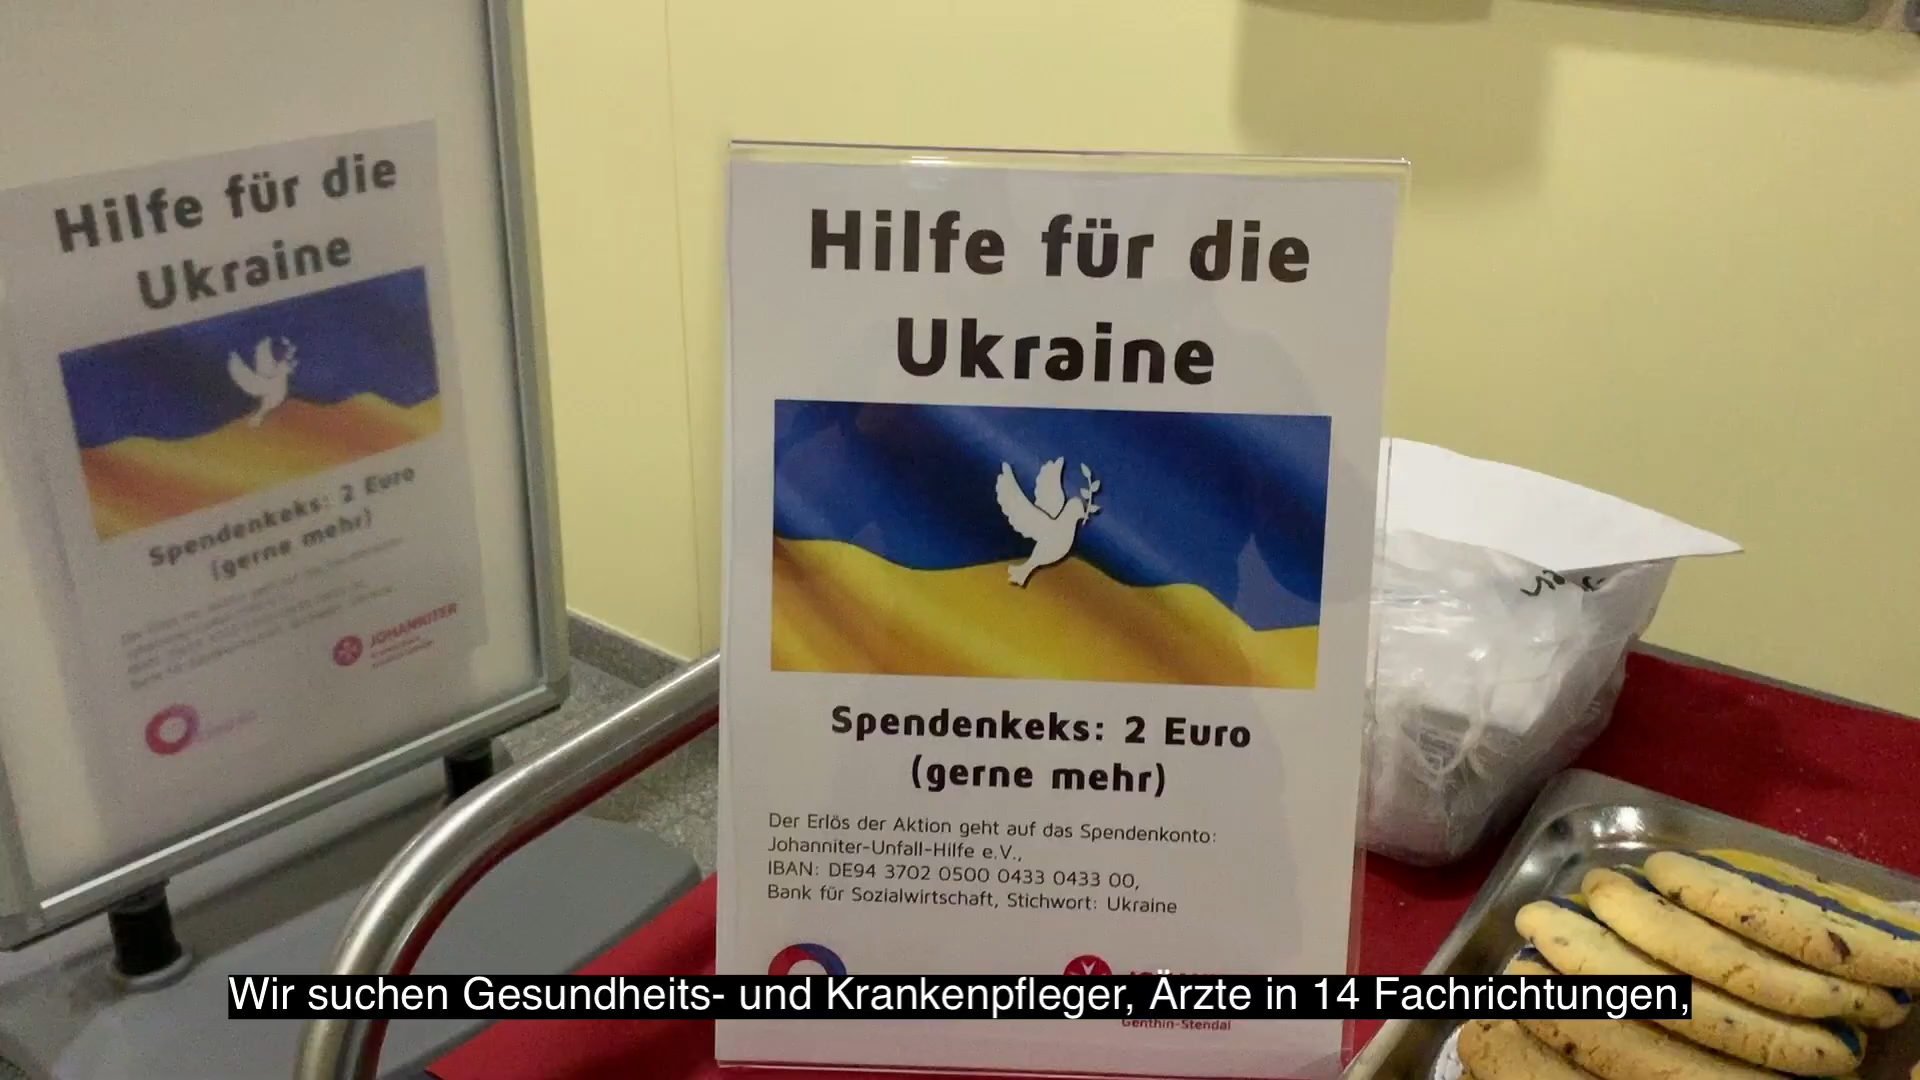 Hilfe für die
Ukraine
Spendenkeks: 2 Euro
(gerne mehr)
JOHANNITER
Hilfe für die
Ukraine
Spendenkeks: 2 Euro
(gerne mehr)
Der Erlös der Aktion geht auf das Spendenkonto:
Johanniter-Unfall-Hilfe e.V.,
IBAN: DE94 3702 0500 0433 0433 00,
Bank für Sozialwirtschaft, Stichwort: Ukraine
Genthin-Stendal
Wir suchen Gesundheits- und Krankenpfleger, Ärzte in 14 Fachrichtungen,